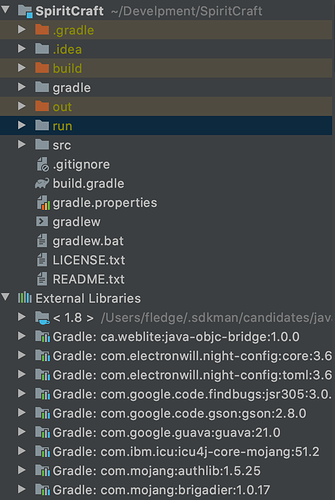 SpiritCraft ~/Develpment/SpiritCraft
.gradle
.idea
build
gradle
out
run
src
.gitignore
build.gradle
gradle.properties
gradlew
gradlew.bat
LICENSE.txt
README.txt
External Libraries
< 1.8 > /Users/fledge/.sdkman/candidates/jav
Gradle: ca.weblite:java-objc-bridge:1.0.0
Gradle: com.electronwill.night-config:core:3.6
Gradle: com.electronwill.night-config:toml:3.6
Gradle: com.google.code.findbugs:jsr305:3.0.
Gradle: com.google.code.gson:gson:2.8.0
Gradle: com.google.guava:guava:21.0
Gradle: com.ibm.icu:icu4j-core-mojang:51.2
Gradle: com.mojang:authlib:1.5.25
Gradle: com.mojang:brigadier:1.0.17